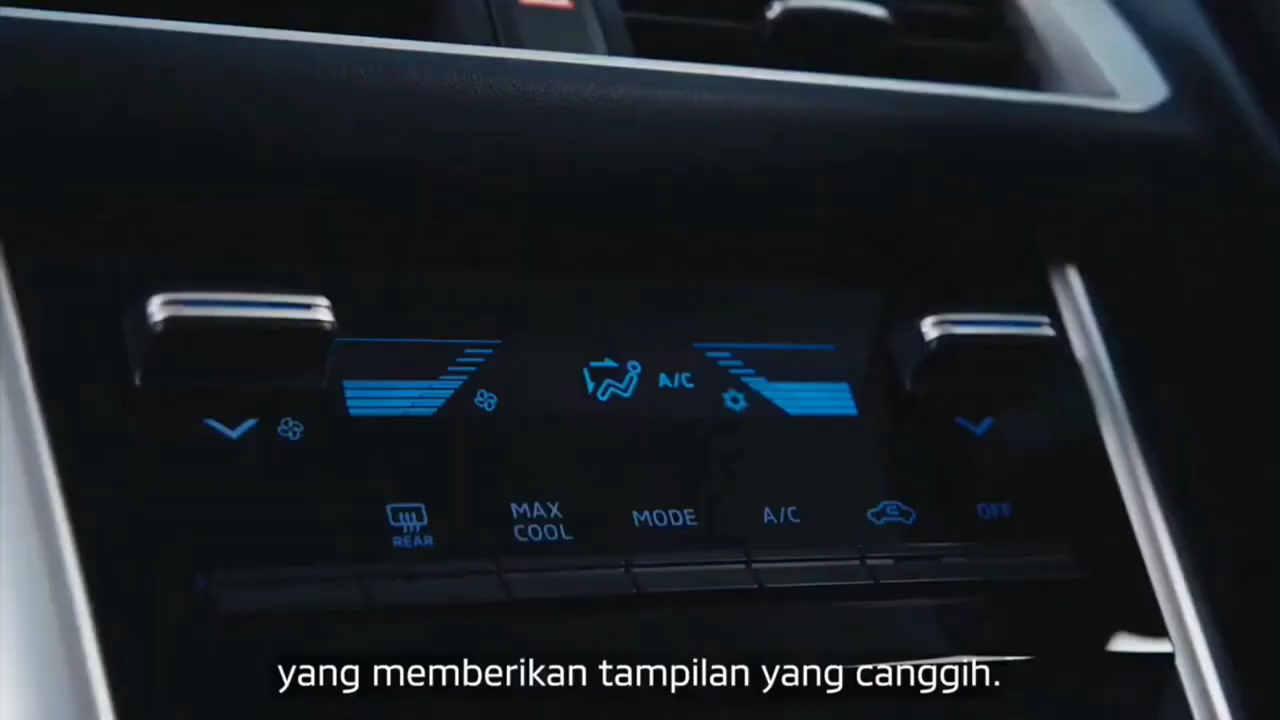 A/C
REAR
MAX
COOL
MODE
A/C
OFF
yang memberikan tampilan yang canggih.